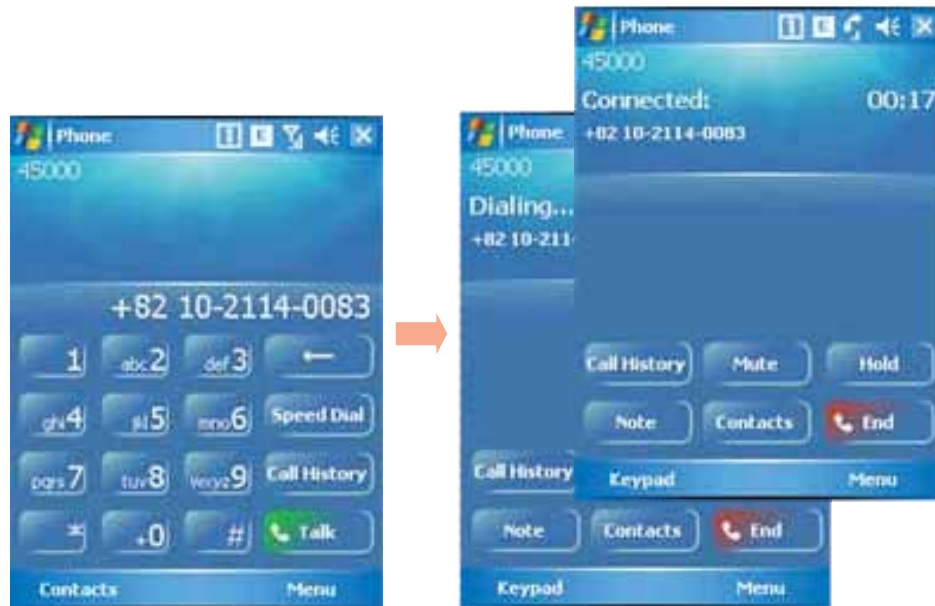 Phone
45000
+82 10-2114-0083
1 abc2 def3
ghi4 jkl5 mno6 Speed Dial
pqrs7 tuv8 wxyz9 Call History
* +0 # Talk
Contacts Menu
Phone
45000
Dialing...
+82 10-211
Call History
Note Contacts End
Keypad Menu
Phone
45000
Connected: 00:17
+82 10-2114-0083
Call History Mute Hold
Note Contacts End
Keypad Menu